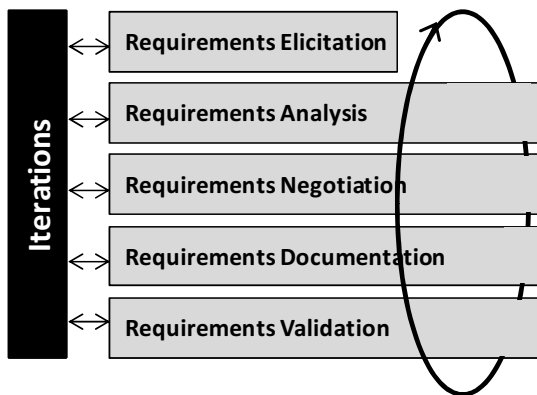 Iterations
Requirements Elicitation
Requirements Analysis
Requirements Negotiation
Requirements Documentation
Requirements Validation